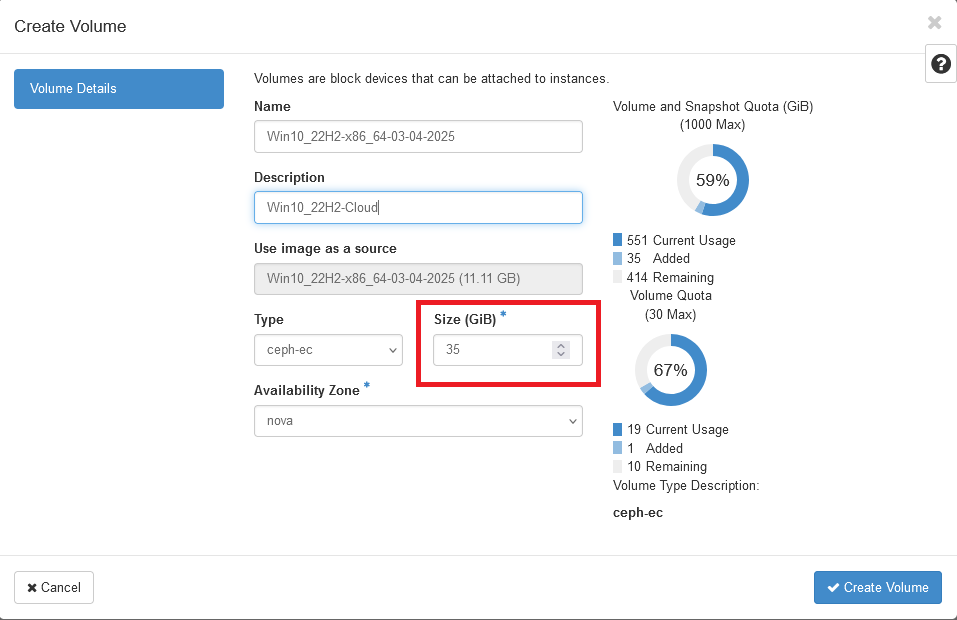 Create Volume
Volume Details
Volumes are block devices that can be attached to instances.
Name
Win10_22H2-x86_64-03-04-2025
Description
Win10_22H2-Cloud
Use image as a source
Win10_22H2-x86_64-03-04-2025 (11.11 GB)
Type
Size (GiB) *
ceph-ec
35
Availability Zone *
nova
Volume and Snapshot Quota (GiB)
(1000 Max)
59%
551 Current Usage
35 Added
414 Remaining
Volume Quota
(30 Max)
67%
19 Current Usage
1 Added
10 Remaining
Volume Type Description:
ceph-ec
Cancel
Create Volume